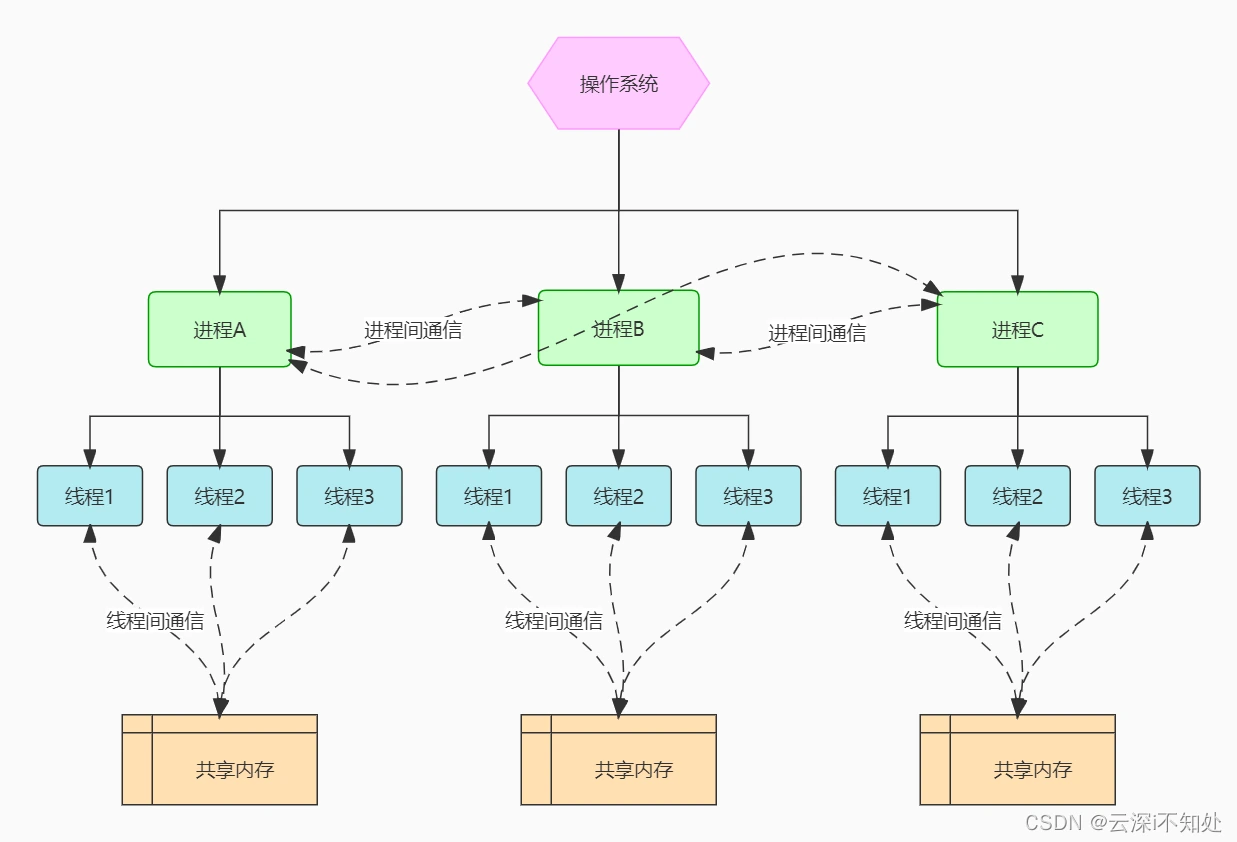 操作系统
进程A
进程间通信
进程B
进程间通信
进程C
线程1
线程2
线程3
线程1
线程2
线程3
线程1
线程2
线程3
线程间通信
线程间通信
线程间通信
共享内存
共享内存
共享内存
CSDN @云深i不知处